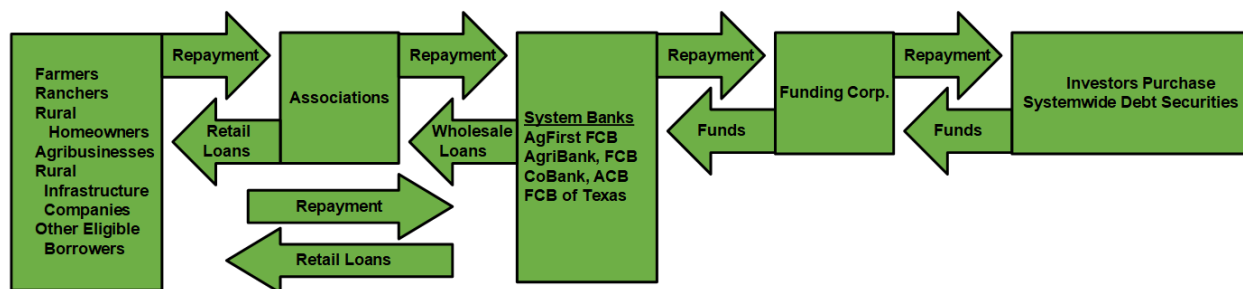 Repayment
Repayment
Repayment
Repayment
Farmers
Ranchers
Rural
Homeowners
Agribusinesses
Rural
Infrastructure
Companies
Other Eligible
Borrowers
Associations
Retail
Loans
Wholesale
Loans
System Banks
AgFirst FCB
AgriBank, FCB
CoBank, ACB
FCB of Texas
Funds
Funding Corp.
Funds
Investors Purchase
Systemwide Debt Securities
Repayment
Retail Loans